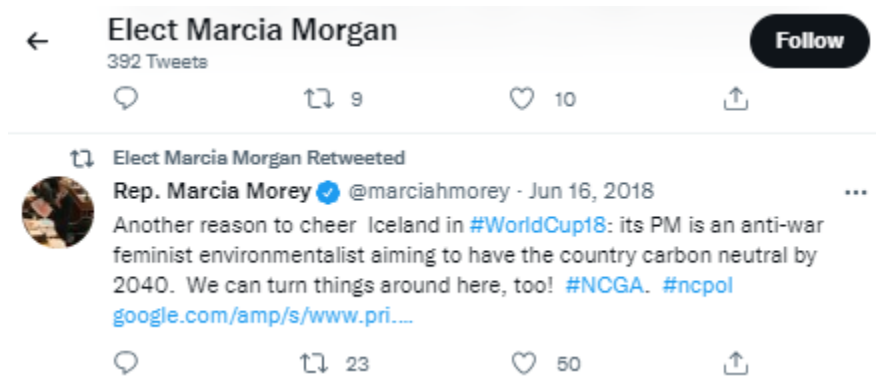 Elect Marcia Morgan
392 Tweets
Follow
9 10
Elect Marcia Morgan Retweeted
Rep. Marcia Morey @marciahmorey · Jun 16, 2018
Another reason to cheer Iceland in #WorldCup18: its PM is an anti-war
feminist environmentalist aiming to have the country carbon neutral by
2040. We can turn things around here, too! #NCGA. #ncpol
google.com/amp/s/www.pri....
23 50